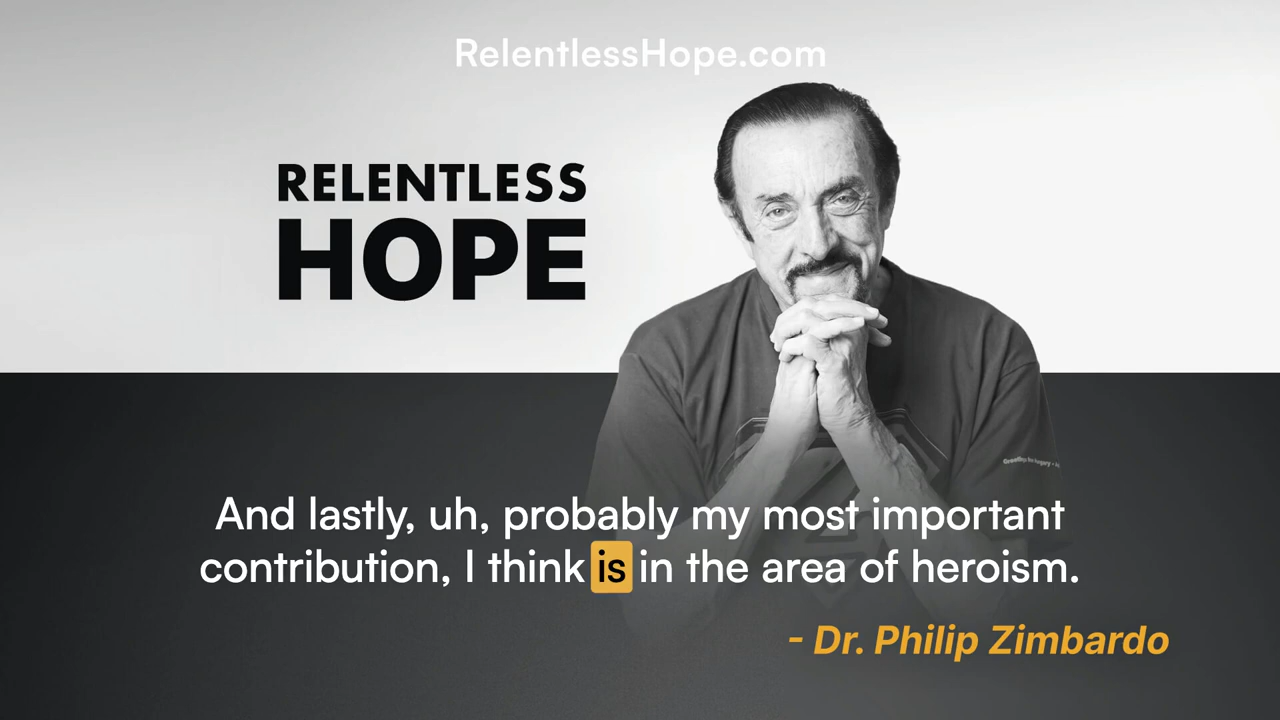 RelentlessHope.com
RELENTLESS
HOPE
And lastly, uh, probably my most important
contribution, I think is in the area of heroism.
- Dr. Philip Zimbardo